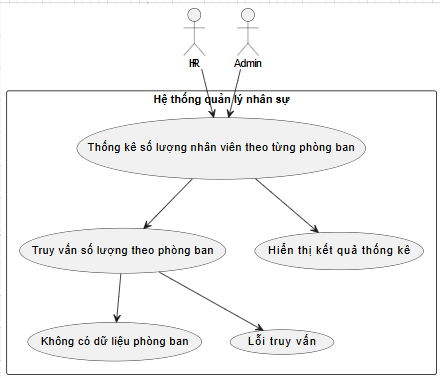 HR Admin
Hệ thống quản lý nhân sự
Thống kê số lượng nhân viên theo từng phòng ban
Truy vấn số lượng theo phòng ban
Hiển thị kết quả thống kê
Không có dữ liệu phòng ban
Lỗi truy vấn